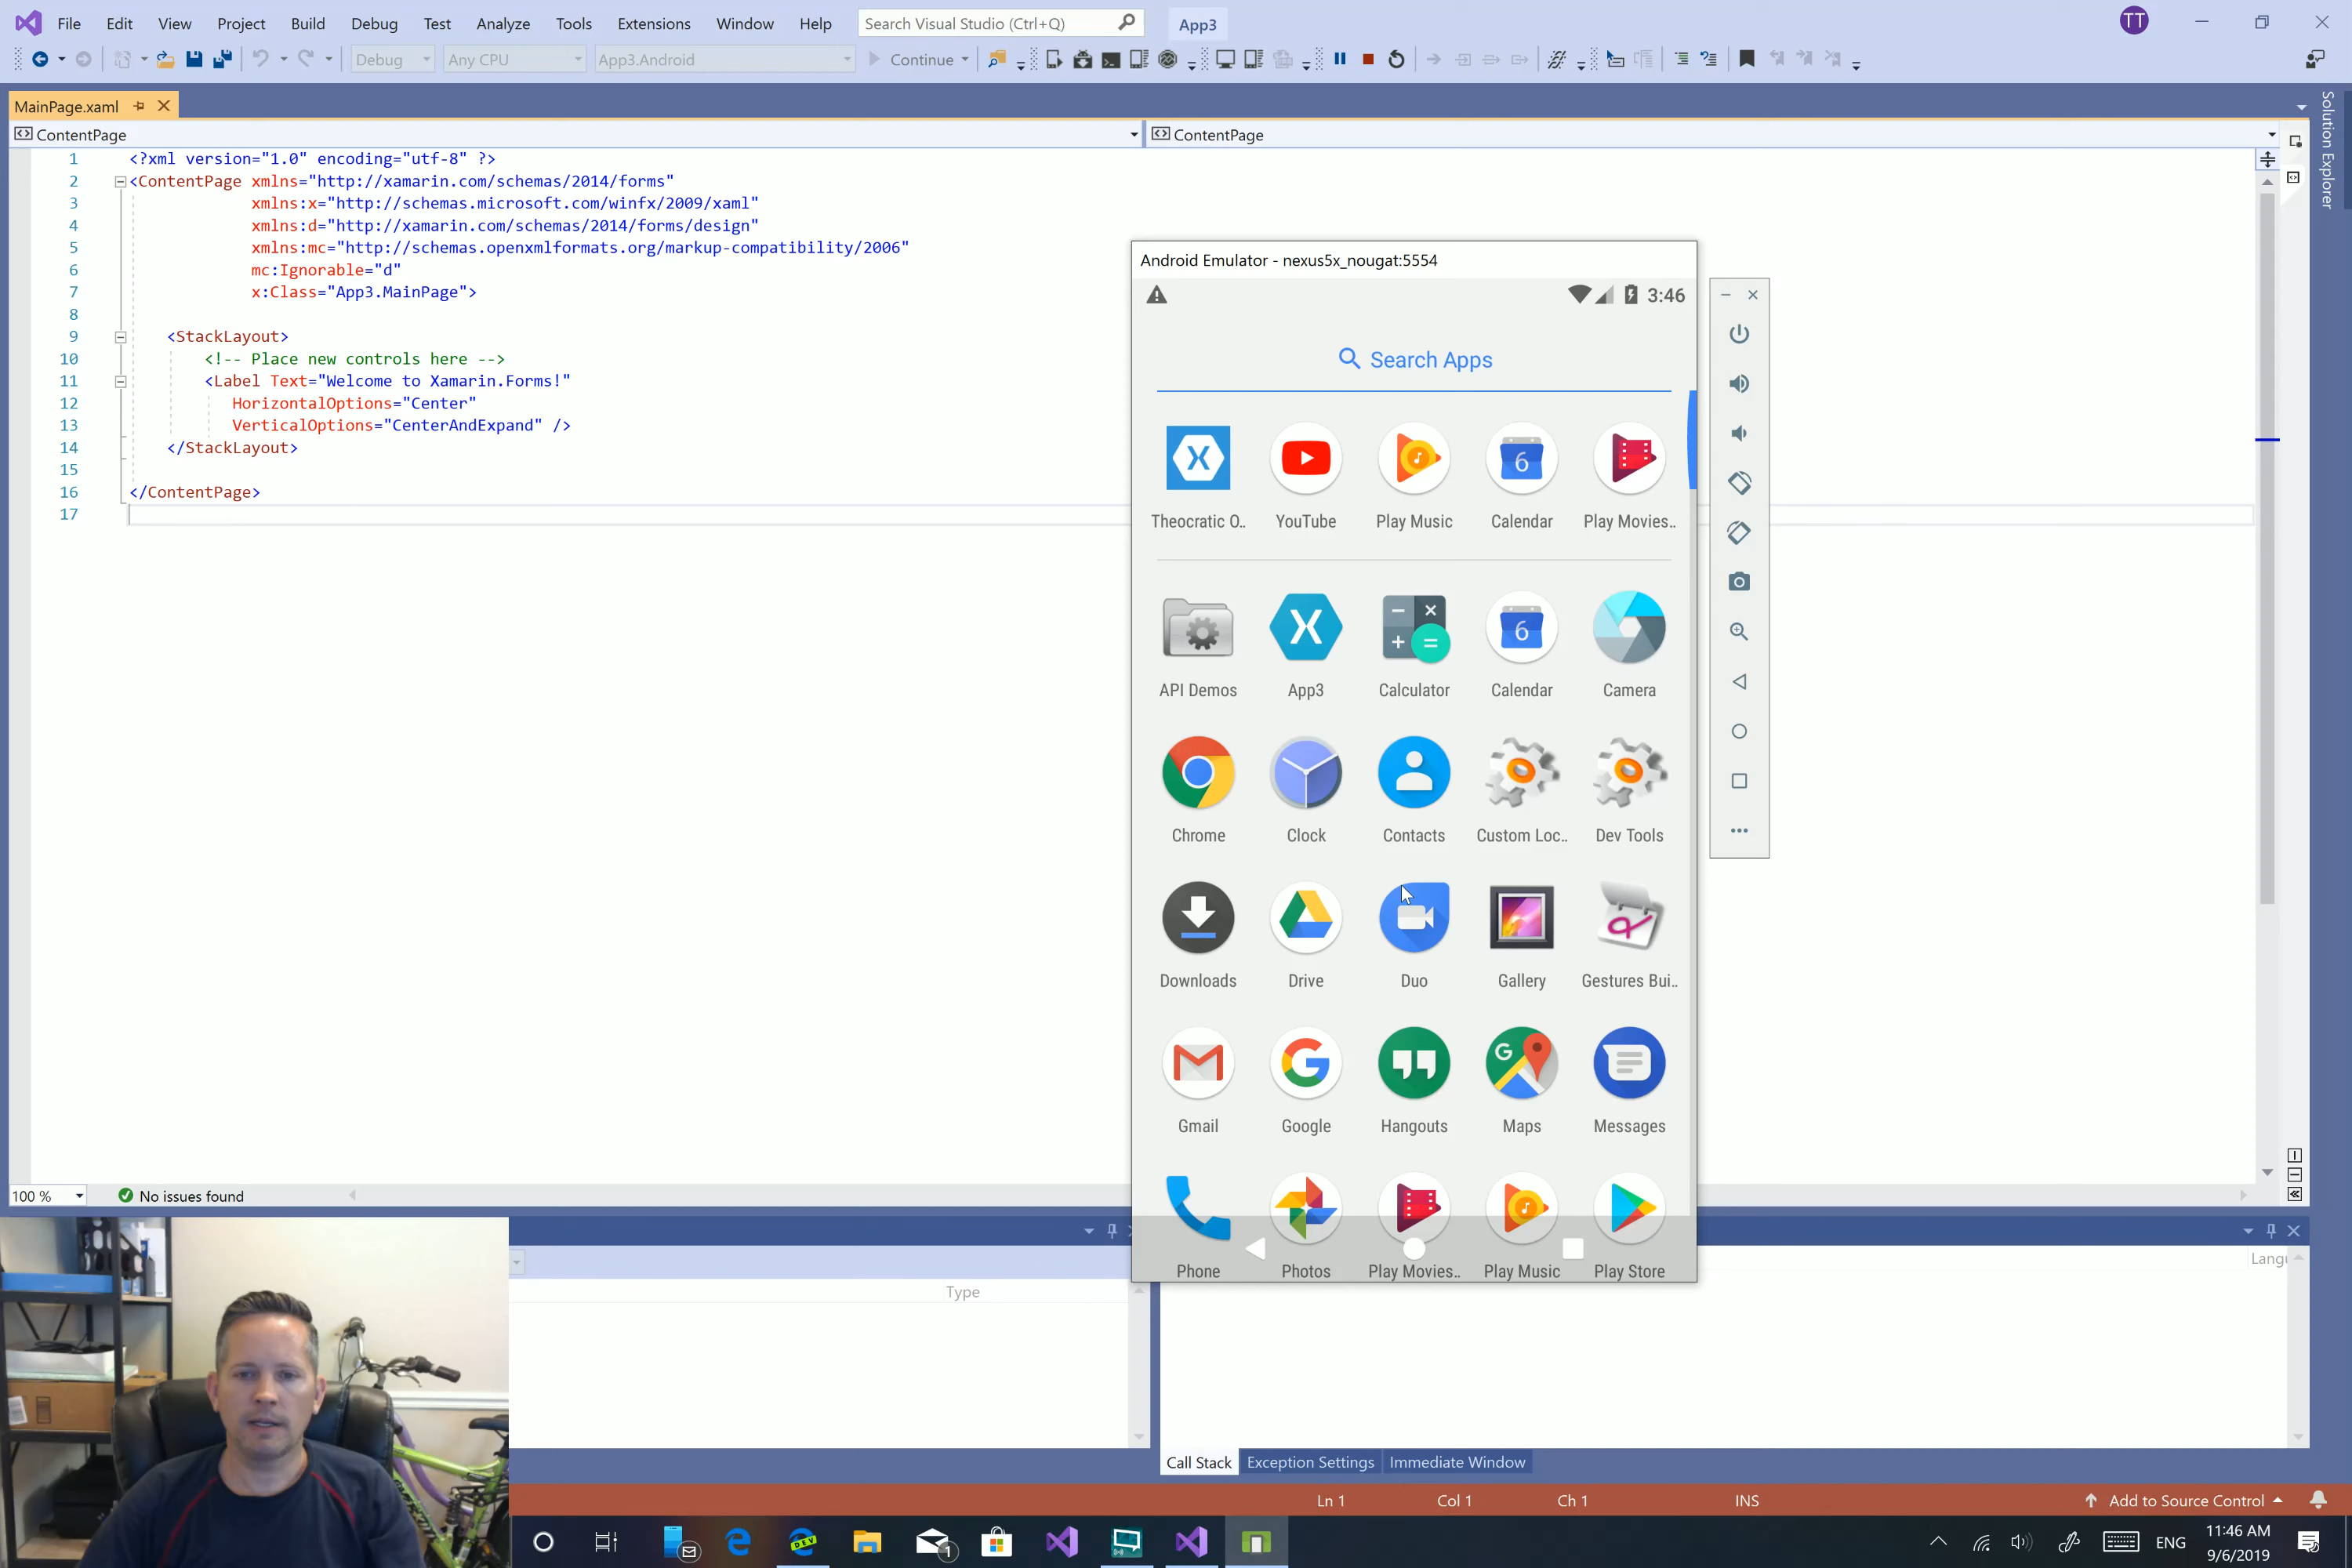 File Edit View Project Build Debug Test Analyze Tools Extensions Window Help Search Visual Studio (Ctrl+Q) App3 TT
Debug Any CPU App3.Android Continue
MainPage.xaml
ContentPage ContentPage
Solution Explorer
1 <?xml version="1.0" encoding="utf-8" ?>
2 <ContentPage xmlns="http://xamarin.com/schemas/2014/forms"
3 xmlns:x="http://schemas.microsoft.com/winfx/2009/xaml"
4 xmlns:d="http://xamarin.com/schemas/2014/forms/design"
5 xmlns:mc="http://schemas.openxmlformats.org/markup-compatibility/2006"
6 mc:Ignorable="d"
7 x:Class="App3.MainPage">
8
9 <StackLayout>
10 <!-- Place new controls here -->
11 <Label Text="Welcome to Xamarin.Forms!"
12 HorizontalOptions="Center"
13 VerticalOptions="CenterAndExpand" />
14 </StackLayout>
15
16 </ContentPage>
17
Android Emulator - nexus5x_nougat:5554
3:46
Search Apps
6
Theocratic O.. YouTube Play Music Calendar Play Movies..
6
API Demos App3 Calculator Calendar Camera
Chrome Clock Contacts Custom Loc.. Dev Tools
Downloads Drive Duo Gallery Gestures Bui..
Gmail Google Hangouts Maps Messages
Phone Photos Play Movies.. Play Music Play Store
100 % No issues found
Type
Langu
Call Stack Exception Settings Immediate Window
Ln 1 Col 1 Ch 1 INS Add to Source Control
DEV 1 ENG 11:46 AM
9/6/2019